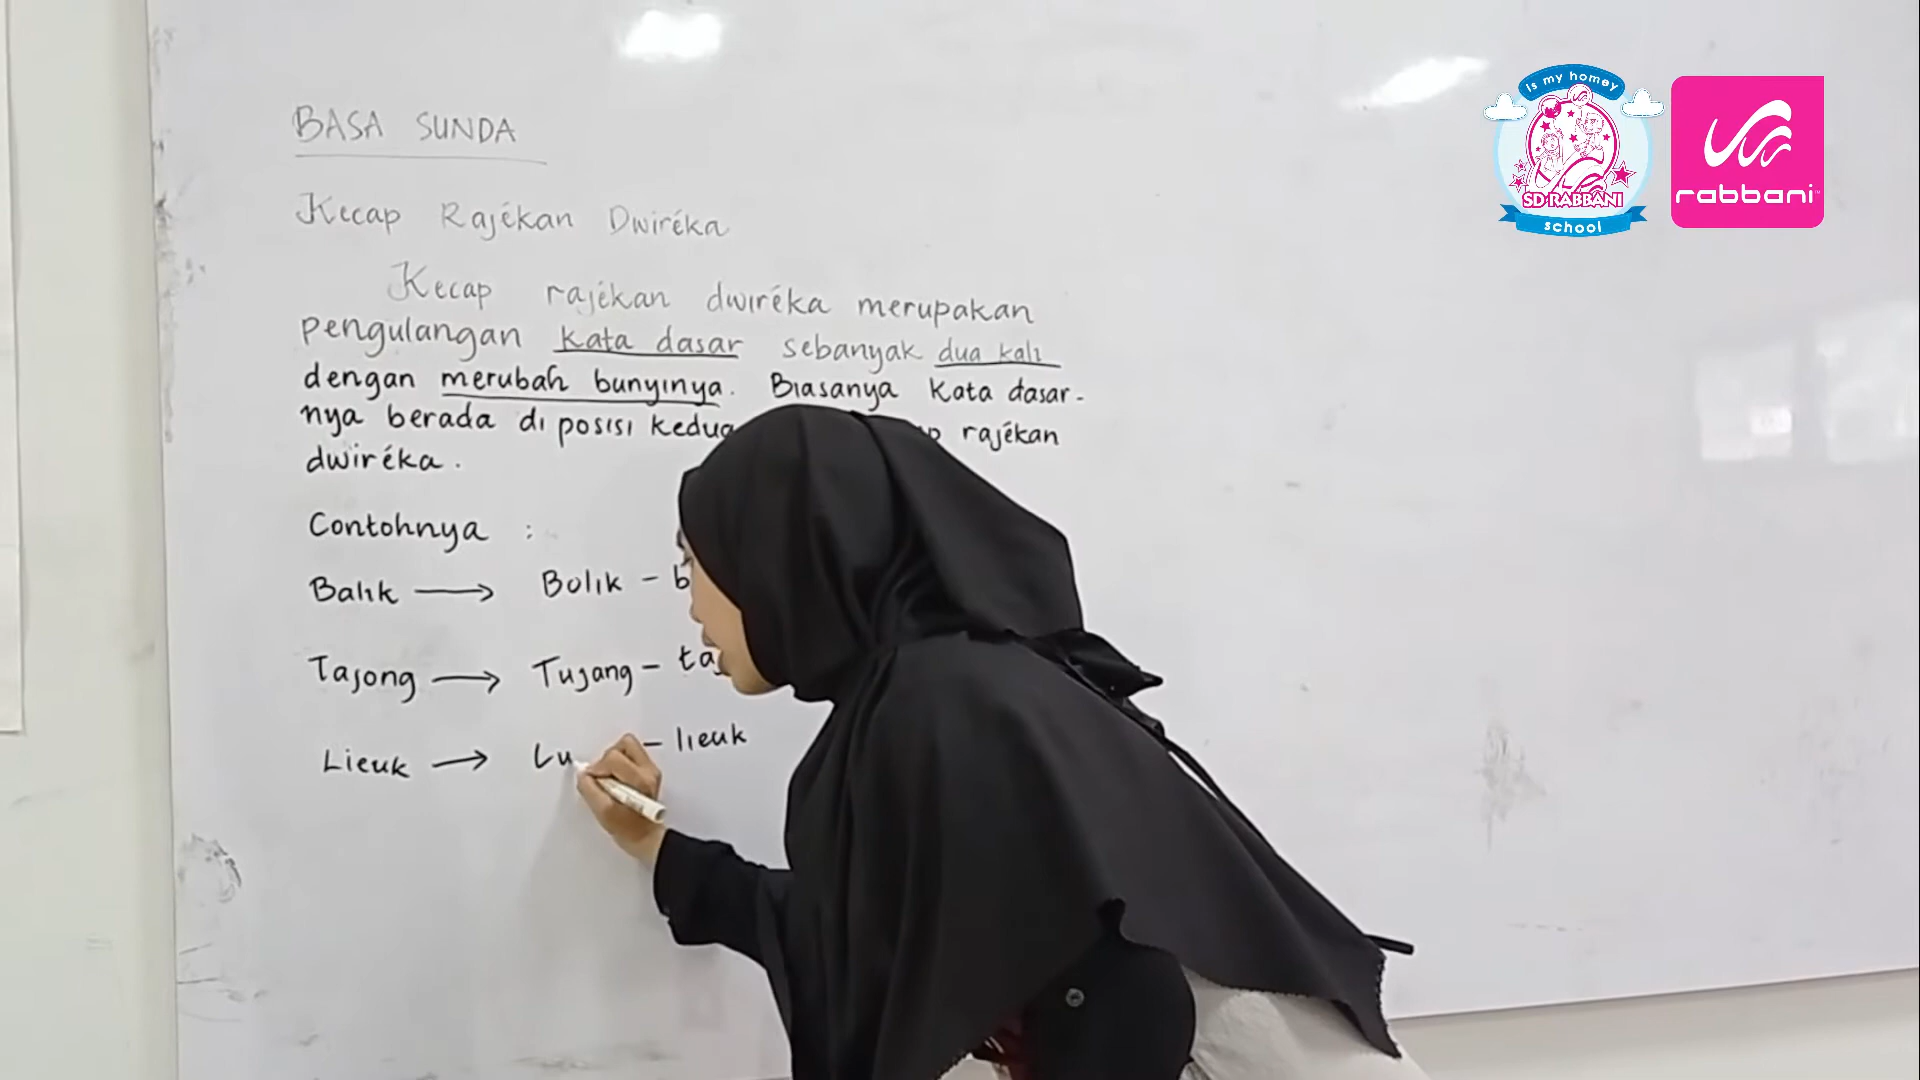 BASA SUNDA
Kecap Rajékan Dwiréka
Kecap rajékan dwiréka merupakan
pengulangan kata dasar sebanyak dua kali
dengan merubah bunyinya. Biasanya kata dasar-
nya berada di posisi kedua rajékan
dwiréka.
Contohnya :
Balik → Bolik -
Tajong → Tujang -
Lieuk → Lu - lieuk
is my homey
SD RABBANI
school
rabbani